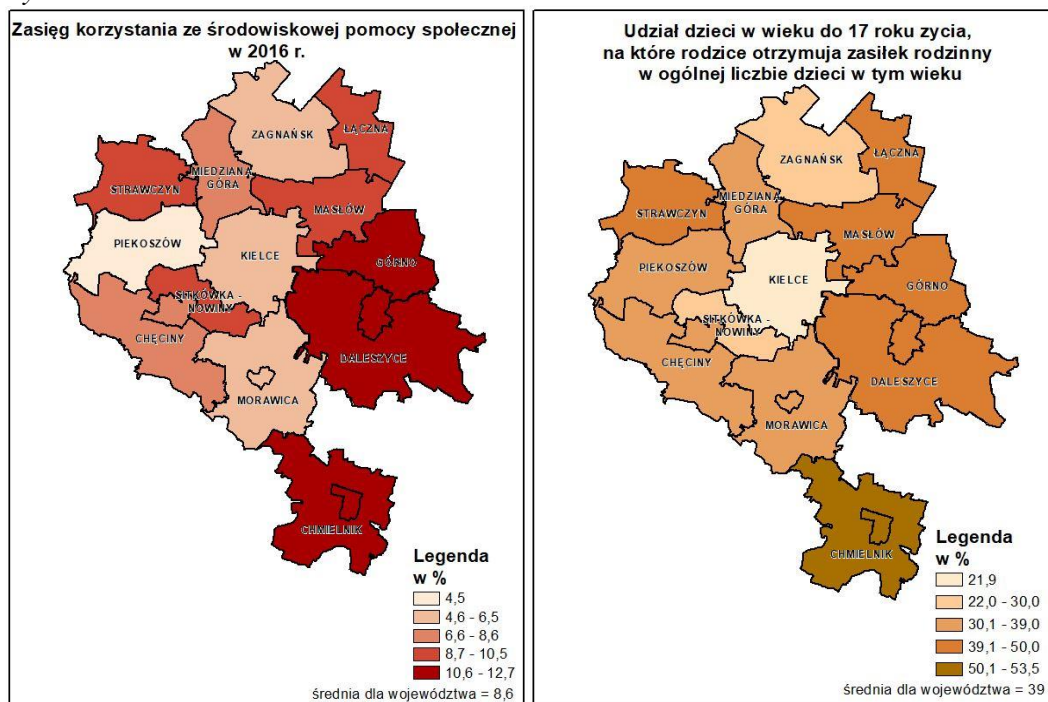 Zasięg korzystania ze środowiskowej pomocy społecznej
w 2016 r.
ZAGNAŃSK
ŁĄCZNA
MIEDZIANA
GÓRA
STRAWCZYN
MASŁÓW
PIEKOSZÓW
KIELCE
GÓRNO
SITKÓWKA -
NOWINY
CHĘCINY
DALESZYCE
MORAWICA
CHMIELNIK
Legenda
w %
4,5
4,6 - 6,5
6,6 - 8,6
8,7 - 10,5
10,6 - 12,7
średnia dla województwa = 8,6
Udział dzieci w wieku do 17 roku zycia,
na które rodzice otrzymuja zasiłek rodzinny
w ogólnej liczbie dzieci w tym wieku
ZAGNAŃSK
ŁĄCZNA
MIEDZIANA
GÓRA
STRAWCZYN
MASŁÓW
PIEKOSZÓW
KIELCE
GÓRNO
SITKÓWKA -
NOWINY
CHĘCINY
DALESZYCE
MORAWICA
CHMIELNIK
Legenda
w %
21,9
22,0 - 30,0
30,1 - 39,0
39,1 - 50,0
50,1 - 53,5
średnia dla województwa = 39